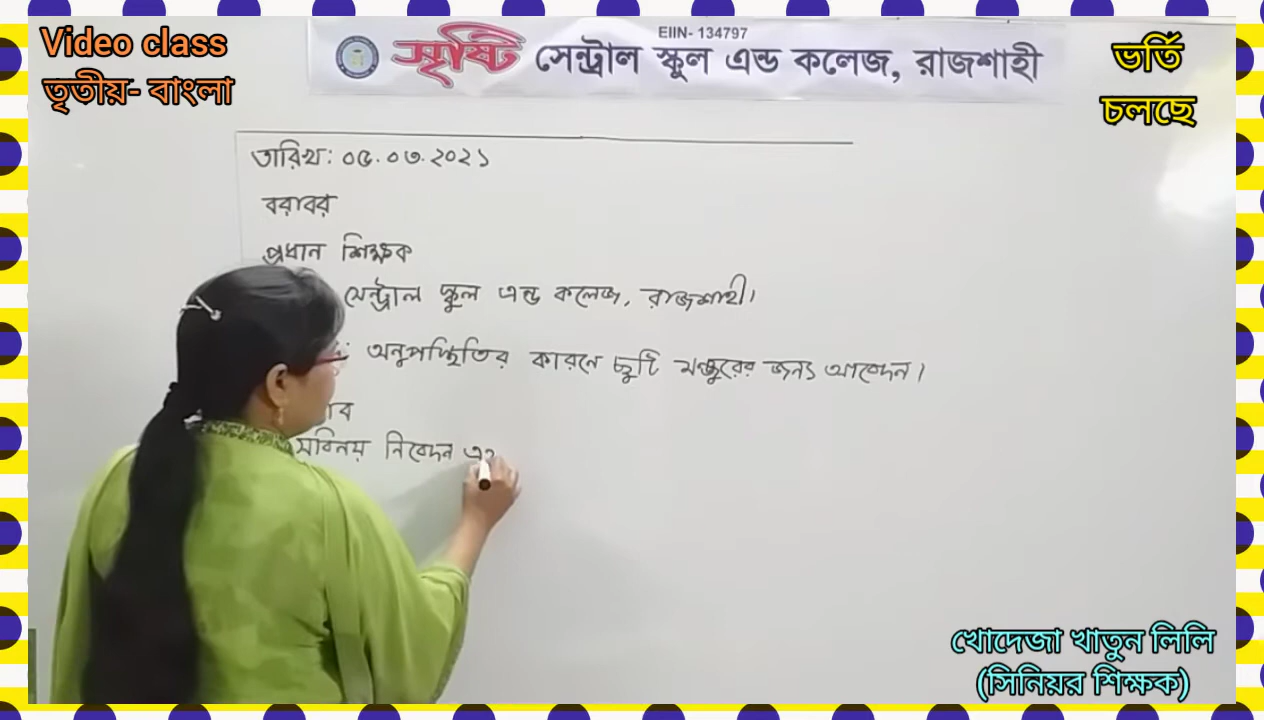 Video class
তৃতীয়- বাংলা
EIIN- 134797
সৃষ্টি সেন্ট্রাল স্কুল এন্ড কলেজ, রাজশাহী
ভর্তি
চলছে
তারিখ: ০৫.০৩.২০২১
বরাবর
প্রধান শিক্ষক
সেন্ট্রাল স্কুল এন্ড কলেজ, রাজশাহী।
: অনুপস্থিতির কারণে ছুটি মঞ্জুরের জন্য আবেদন।
সবিনয় নিবেদন
খোদেজা খাতুন লিলি
(সিনিয়র শিক্ষক)